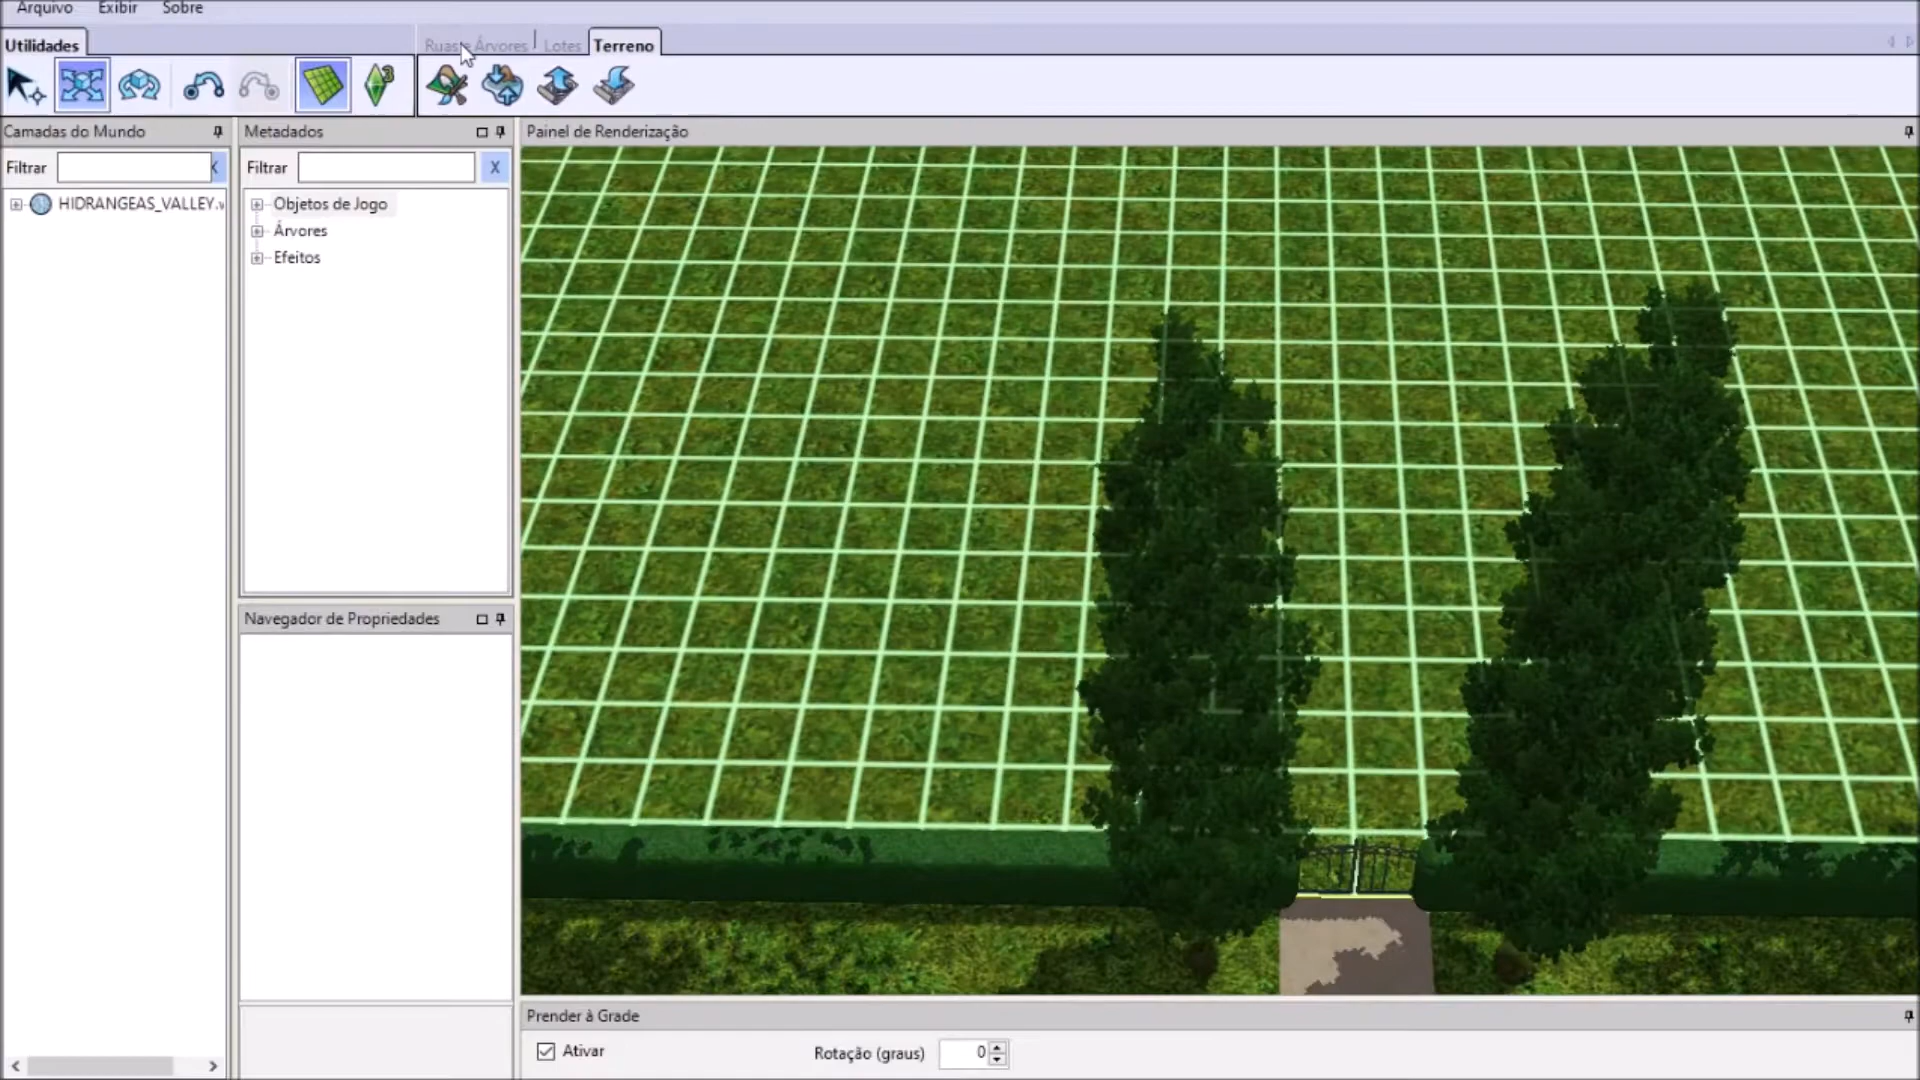 Arquivo Exibir Sobre
Utilidades Ruas e Árvores Lotes Terreno
3
Camadas do Mundo Metadados Painel de Renderização
Filtrar Filtrar X
HIDRANGEAS_VALLEY.w
Objetos de Jogo
Árvores
Efeitos
Navegador de Propriedades
Prender à Grade
Ativar Rotação (graus) 0